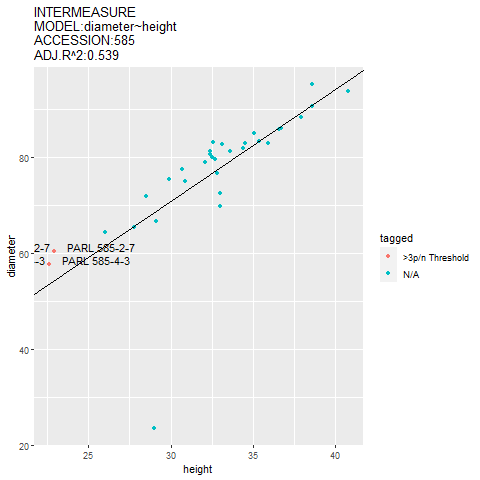 INTERMEASURE
MODEL:diameter~height
ACCESSION:585
ADJ.R^2:0.539
80
60
40
20
diameter
2-7 PARL 585-2-7
-3 PARL 585-4-3
25 30 35 40
height
tagged
>3p/n Threshold
N/A